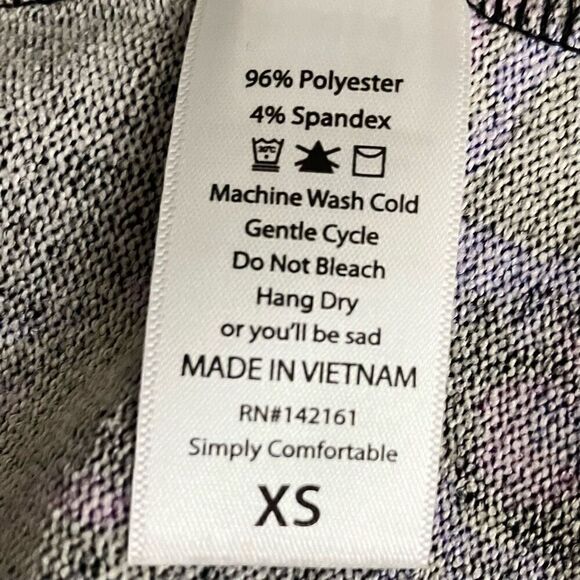 96% Polyester
4% Spandex
30°C
Machine Wash Cold
Gentle Cycle
Do Not Bleach
Hang Dry
or you'll be sad
MADE IN VIETNAM
RN#142161
Simply Comfortable
XS